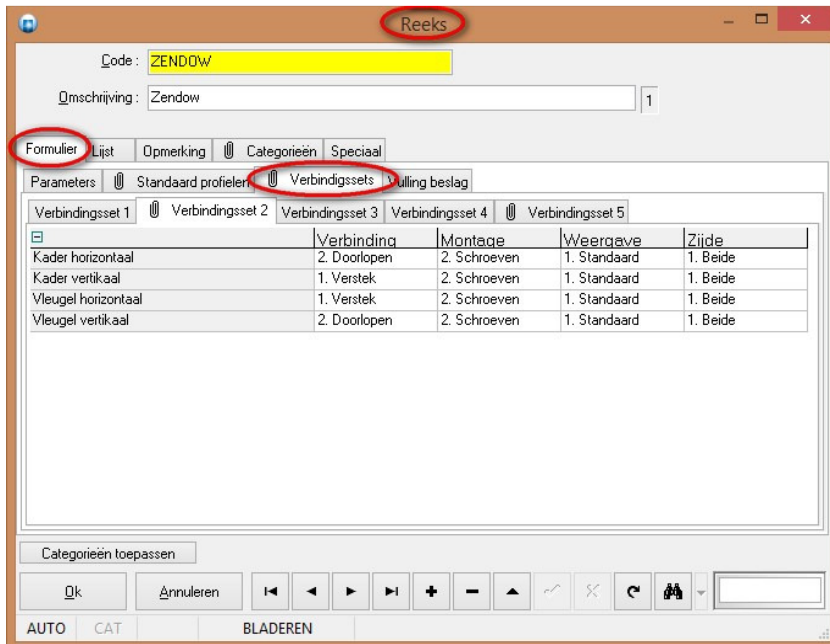 Reeks
Code : ZENDOW
Omschrijving : Zendow 1
Formulier Lijst Opmerking Categorieën Speciaal
Parameters Standaard profielen Verbindigssets Vulling beslag
Verbindingsset 1 Verbindingsset 2 Verbindingsset 3 Verbindingsset 4 Verbindingsset 5
Verbinding Montage Weergave Zijde
Kader horizontaal 2. Doorlopen 2. Schroeven 1. Standaard 1. Beide
Kader vertikaal 1. Verstek 2. Schroeven 1. Standaard 1. Beide
Vleugel horizontaal 1. Verstek 2. Schroeven 1. Standaard 1. Beide
Vleugel vertikaal 2. Doorlopen 2. Schroeven 1. Standaard 1. Beide
Categorieën toepassen
Ok Annuleren
AUTO CAT BLADEREN